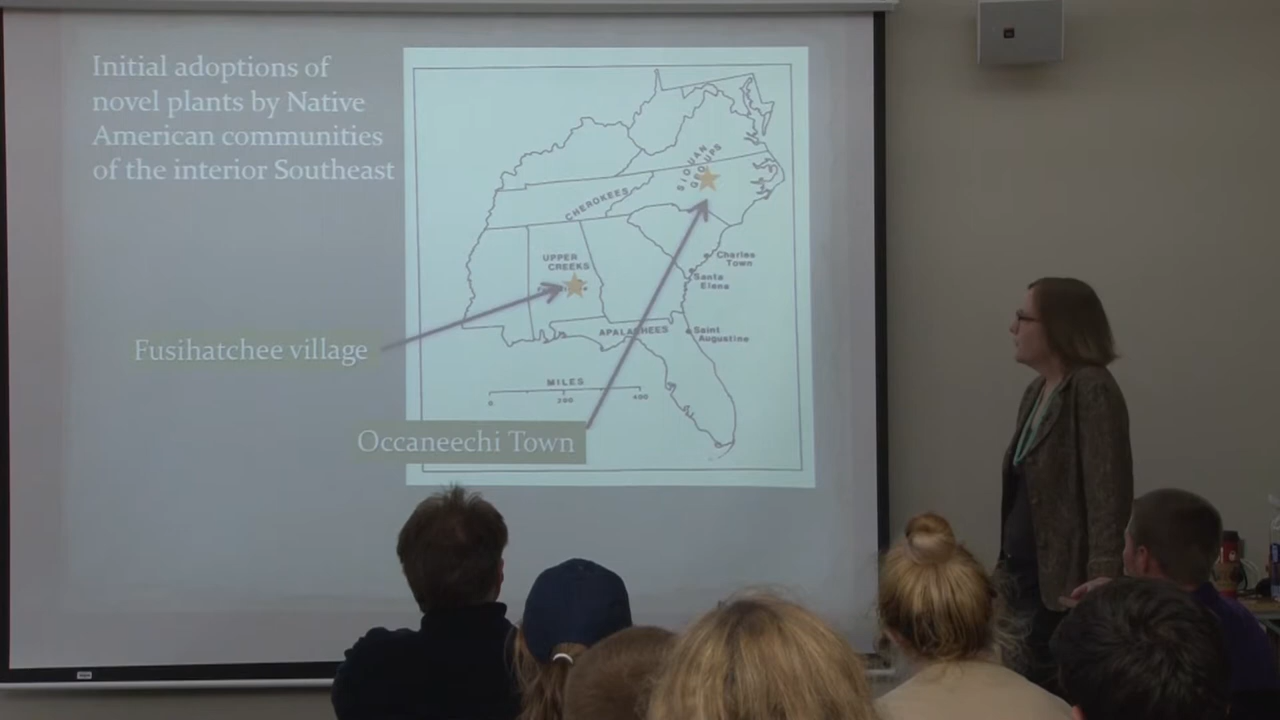 Initial adoptions of
novel plants by Native
American communities
of the interior Southeast
SIOUAN
GROUPS
CHEROKEES
UPPER
CREEKS
Charles
Town
Santa
Elena
APALACHEES
Saint
Augustine
Fusihatchee village
MILES
0 200 400
Occaneechi Town